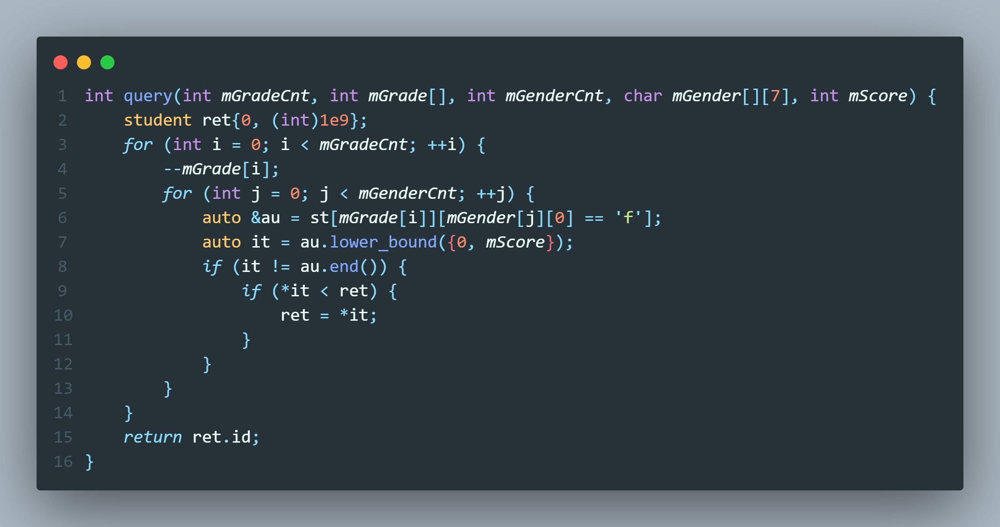 1 int query(int mGradeCnt, int mGrade[], int mGenderCnt, char mGender[][7], int mScore) {
2     student ret{0, (int)1e9};
3     for (int i = 0; i < mGradeCnt; ++i) {
4         --mGrade[i];
5         for (int j = 0; j < mGenderCnt; ++j) {
6             auto &au = st[mGrade[i]][mGender[j][0] == 'f'];
7             auto it = au.lower_bound({0, mScore});
8             if (it != au.end()) {
9                 if (*it < ret) {
10                     ret = *it;
11                 }
12             }
13         }
14     }
15     return ret.id;
16 }